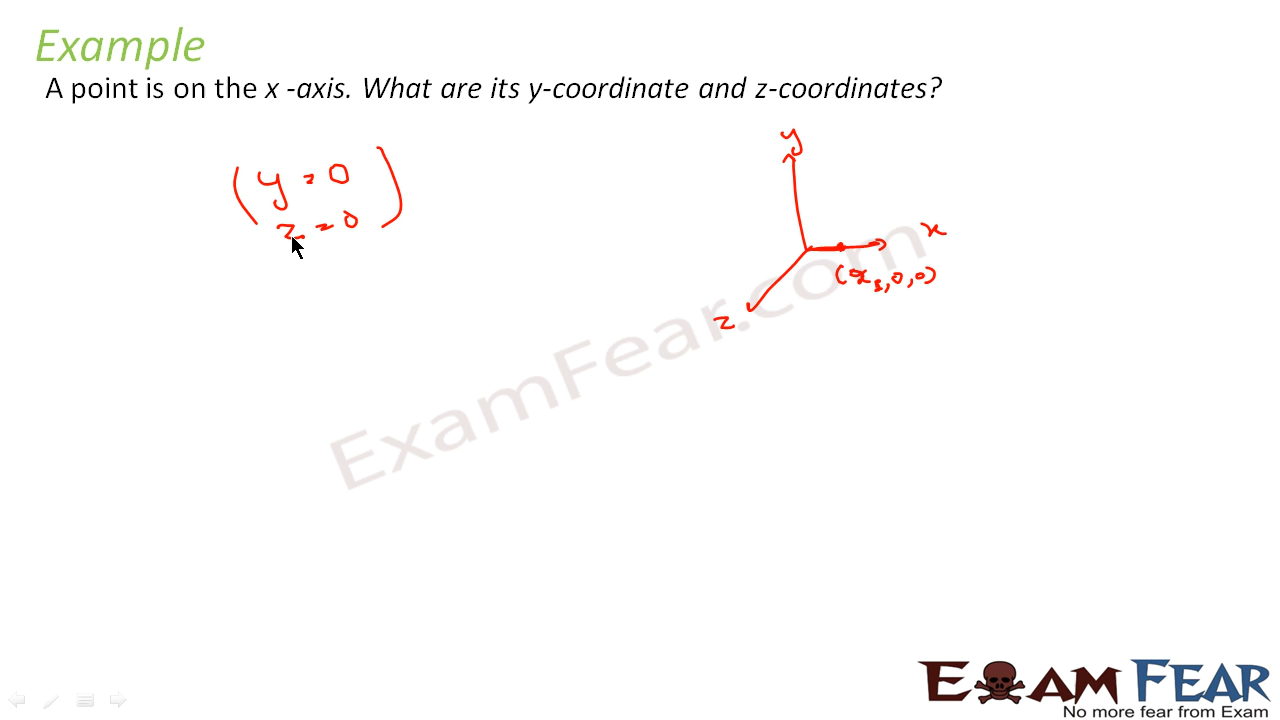 Example
A point is on the x -axis. What are its y-coordinate and z-coordinates?
(y = 0
z = 0)
y
x
(x₁,0,0)
z
ExamFear.com
EXAM FEAR
No more fear from Exam